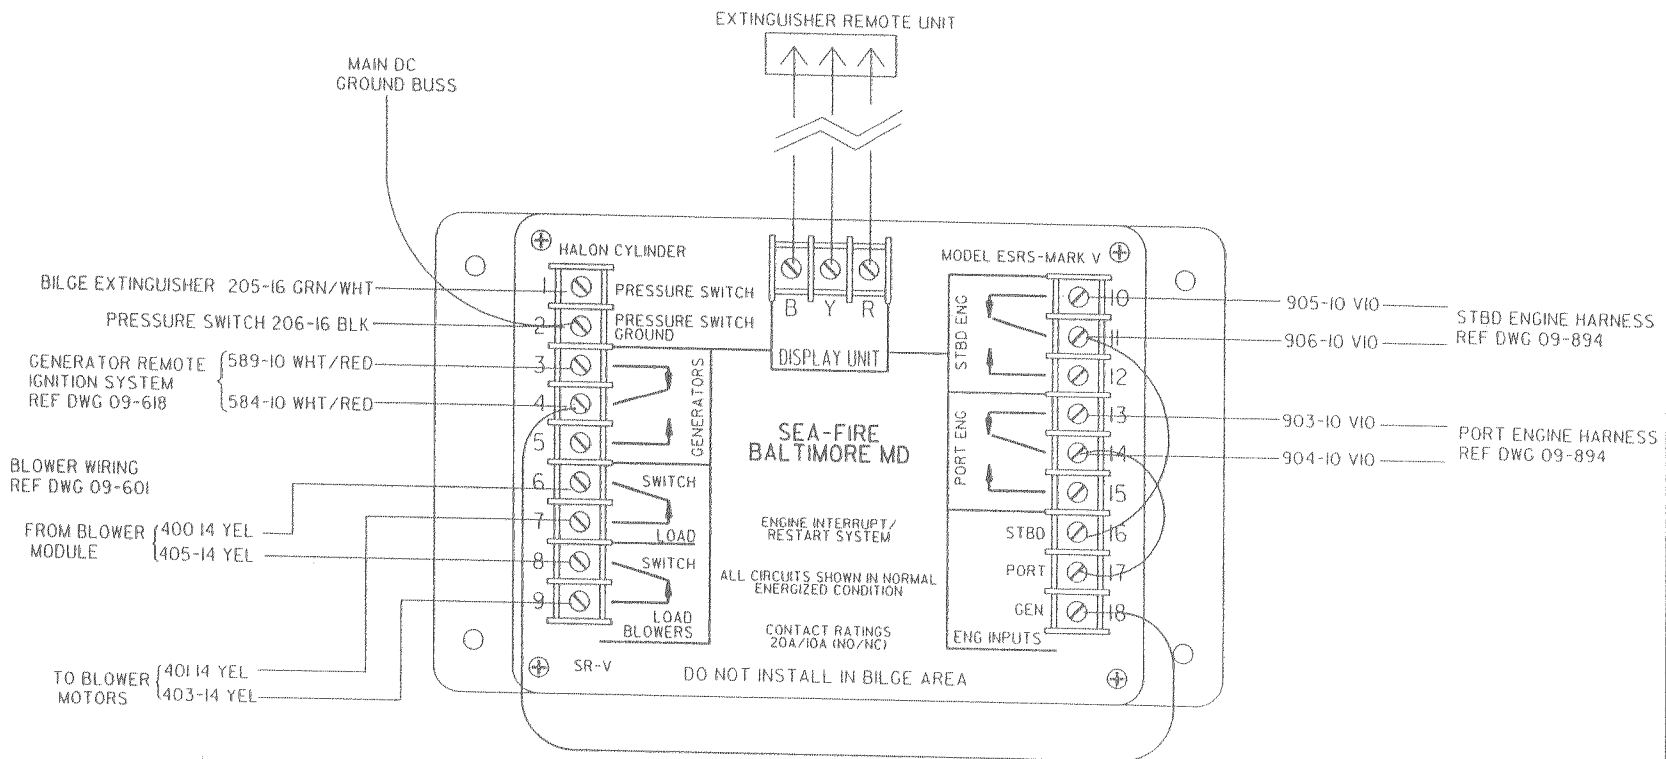 EXTINGUISHER REMOTE UNIT
MAIN DC
GROUND BUSS
HALON CYLINDER
MODEL ESRS-MARK V
BILGE EXTINGUISHER 205-16 GRN/WHT
1
PRESSURE SWITCH
PRESSURE SWITCH 206-16 BLK
2
PRESSURE SWITCH
GROUND
GENERATOR REMOTE
IGNITION SYSTEM
REF DWG 09-618
589-10 WHT/RED
584-10 WHT/RED
3
4
5
GENERATORS
BLOWER WIRING
REF DWG 09-601
FROM BLOWER
MODULE
400 14 YEL
405-14 YEL
6
SWITCH
7
LOAD
8
SWITCH
9
LOAD
BLOWERS
TO BLOWER
MOTORS
401 14 YEL
403-14 YEL
SR-V
B Y R
DISPLAY UNIT
SEA-FIRE
BALTIMORE MD
ENGINE INTERRUPT/
RESTART SYSTEM
ALL CIRCUITS SHOWN IN NORMAL
ENERGIZED CONDITION
CONTACT RATINGS
20A/10A (NO/NC)
DO NOT INSTALL IN BILGE AREA
STBD ENG
10
11
12
905-10 VIO
906-10 VIO
STBD ENGINE HARNESS
REF DWG 09-894
PORT ENG
13
14
15
903-10 VIO
904-10 VIO
PORT ENGINE HARNESS
REF DWG 09-894
STBD 16
PORT 17
GEN 18
ENG INPUTS